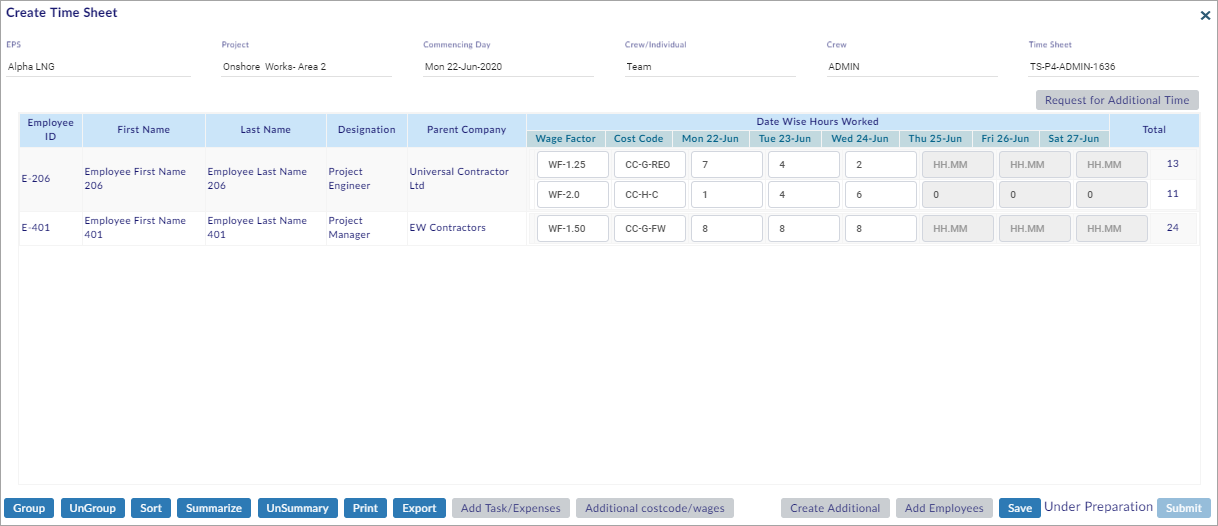 Create Time Sheet
×
EPS Project Commencing Day Crew/Individual Crew Time Sheet
Alpha LNG Onshore Works- Area 2 Mon 22-Jun-2020 Team ADMIN TS-P4-ADMIN-1636
Request for Additional Time
Employee ID First Name Last Name Designation Parent Company Date Wise Hours Worked Total
Wage Factor Cost Code Mon 22-Jun Tue 23-Jun Wed 24-Jun Thu 25-Jun Fri 26-Jun Sat 27-Jun
E-206 Employee First Name 206 Employee Last Name 206 Project Engineer Universal Contractor Ltd WF-1.25 CC-G-REO 7 4 2 HH.MM HH.MM HH.MM 13
WF-2.0 CC-H-C 1 4 6 0 0 0 11
E-401 Employee First Name 401 Employee Last Name 401 Project Manager EW Contractors WF-1.50 CC-G-FW 8 8 8 HH.MM HH.MM HH.MM 24
Group UnGroup Sort Summarize UnSummary Print Export Add Task/Expenses Additional costcode/wages Create Additional Add Employees Save Under Preparation Submit